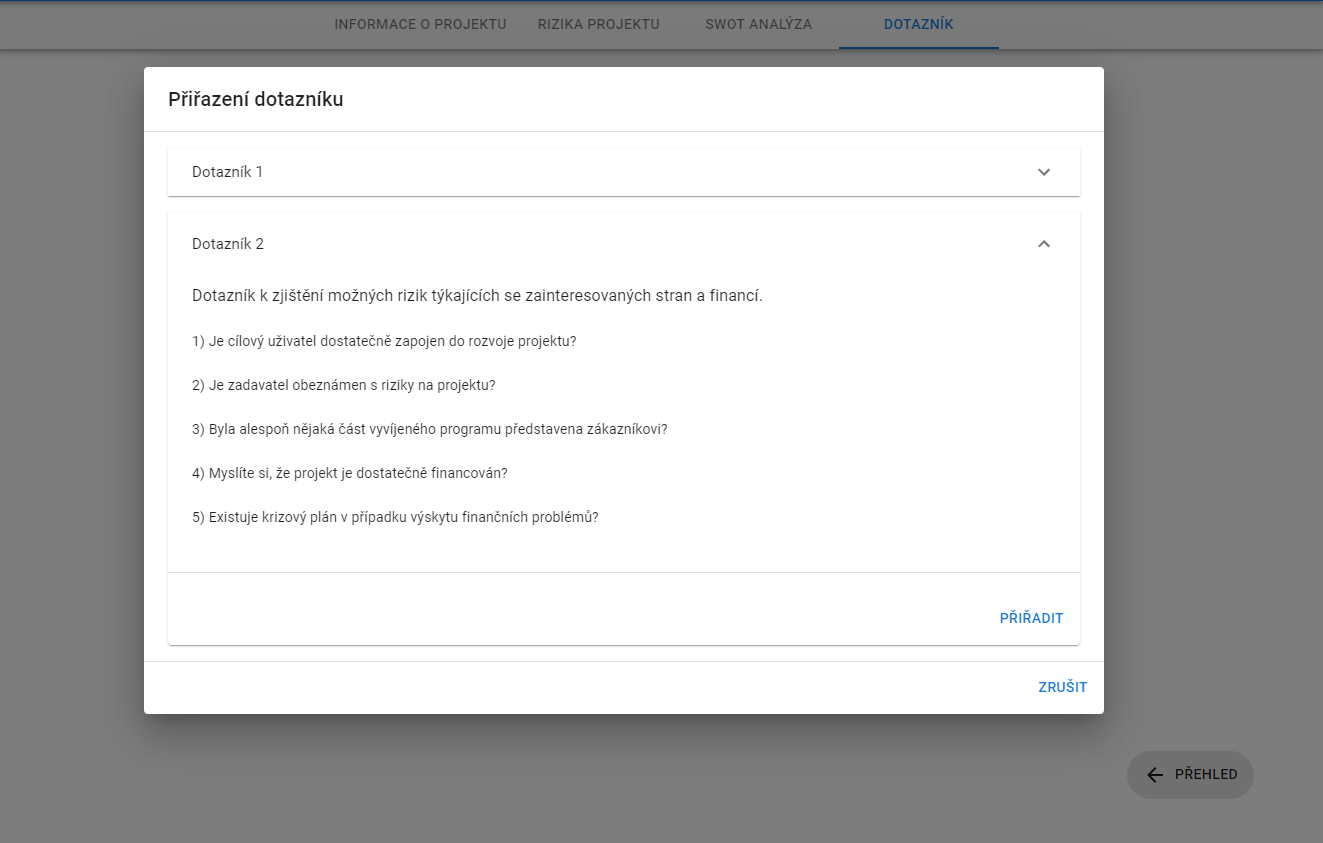 INFORMACE O PROJEKTU RIZIKA PROJEKTU SWOT ANALÝZA DOTAZNÍK
Přiřazení dotazníku
Dotazník 1
Dotazník 2
Dotazník k zjištění možných rizik týkajících se zainteresovaných stran a financí.
1) Je cílový uživatel dostatečně zapojen do rozvoje projektu?
2) Je zadavatel obeznámen s riziky na projektu?
3) Byla alespoň nějaká část vyvíjeného programu představena zákazníkovi?
4) Myslíte si, že projekt je dostatečně financován?
5) Existuje krizový plán v případku výskytu finančních problémů?
PŘIŘADIT
ZRUŠIT
PŘEHLED